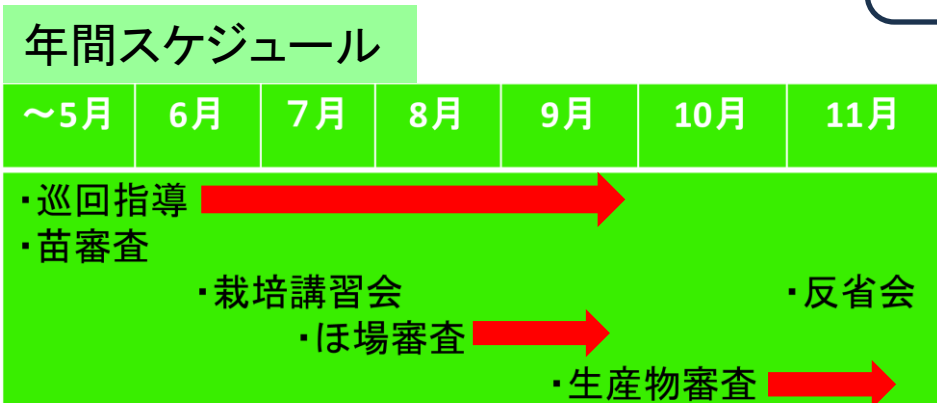 年間スケジュール
～5月 6月 7月 8月 9月 10月 11月
・巡回指導
・苗審査
・栽培講習会 ・反省会
・ほ場審査
・生産物審査